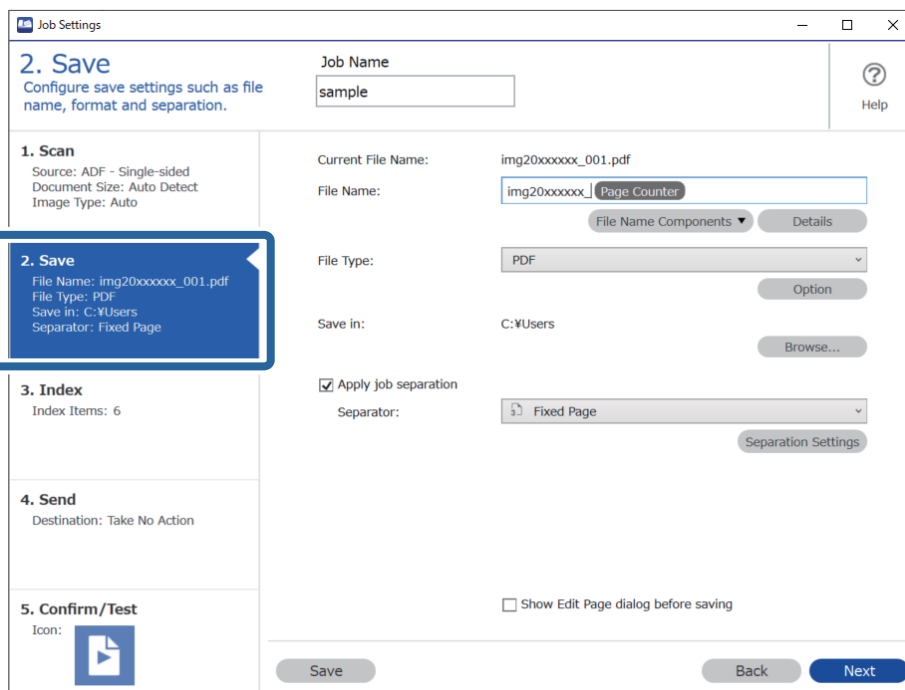 Job Settings
2. Save
Configure save settings such as file
name, format and separation.
Job Name
sample
Help
1. Scan
Source: ADF - Single-sided
Document Size: Auto Detect
Image Type: Auto
2. Save
File Name: img20xxxxxx_001.pdf
File Type: PDF
Save in: C:¥Users
Separator: Fixed Page
3. Index
Index Items: 6
4. Send
Destination: Take No Action
5. Confirm/Test
Icon:
Current File Name: img20xxxxxx_001.pdf
File Name: img20xxxxxx_ Page Counter
File Name Components Details
File Type: PDF
Option
Save in: C:¥Users
Browse...
Apply job separation
Separator: Fixed Page
Separation Settings
Show Edit Page dialog before saving
Save Back Next